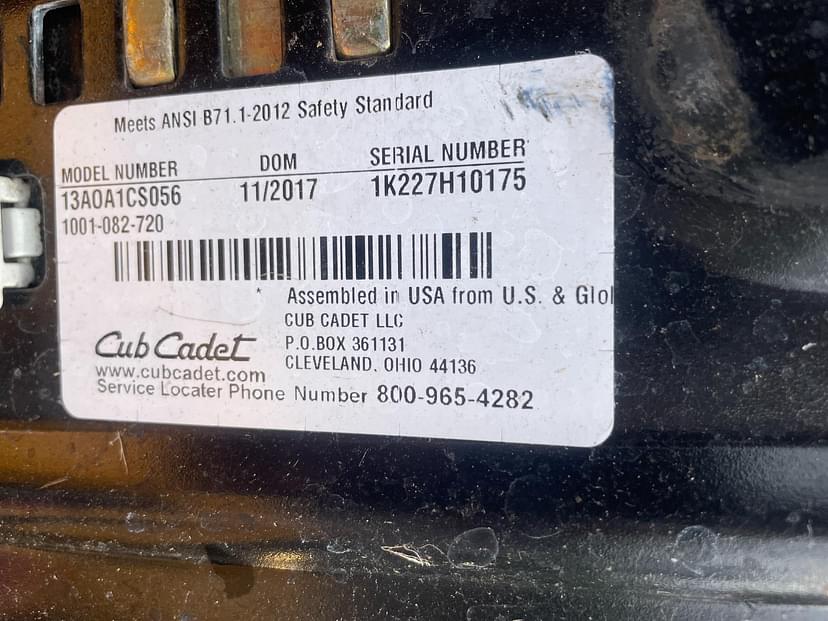 Meets ANSI B71.1-2012 Safety Standard
MODEL NUMBER DOM SERIAL NUMBER
13AOA1CS056 11/2017 1K227H10175
1001-082-720
* Assembled in USA from U.S. & Glo
CUB CADET LLC
P.O.BOX 361131
CLEVELAND, OHIO 44136
Cub Cadet
www.cubcadet.com
Service Locater Phone Number 800-965-4282